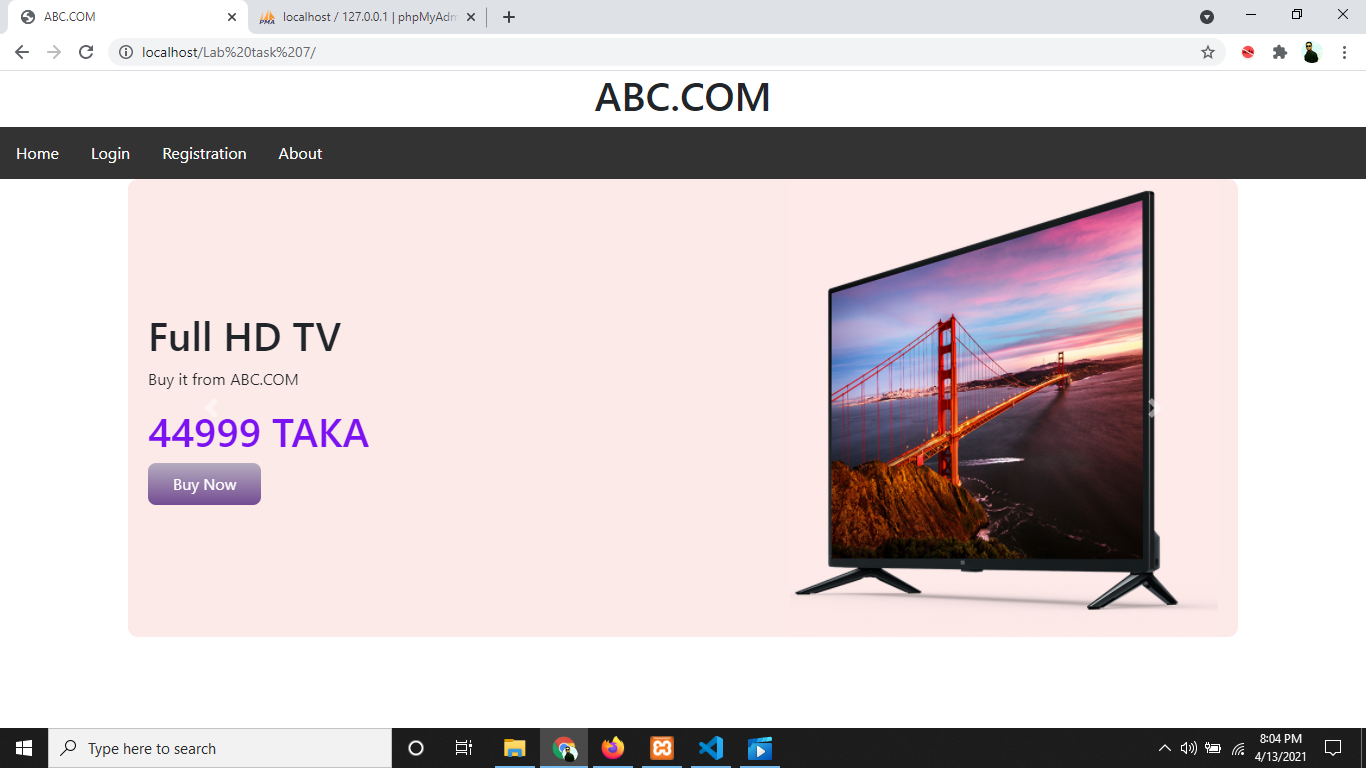 ABC.COM
localhost / 127.0.0.1 | phpMyAdm
localhost/Lab%20task%207/
ABC.COM
Home Login Registration About
Full HD TV
Buy it from ABC.COM
44999 TAKA
Buy Now
Type here to search
8:04 PM
4/13/2021